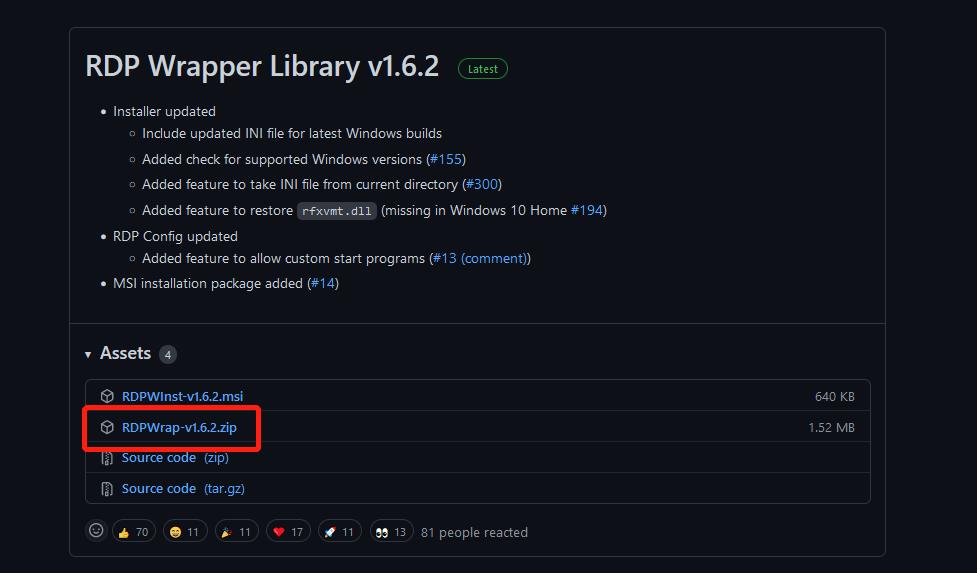 RDP Wrapper Library v1.6.2 Latest
Installer updated
Include updated INI file for latest Windows builds
Added check for supported Windows versions (#155)
Added feature to take INI file from current directory (#300)
Added feature to restore rfxvmt.dll (missing in Windows 10 Home #194)
RDP Config updated
Added feature to allow custom start programs (#13 (comment))
MSI installation package added (#14)
Assets 4
RDPWInst-v1.6.2.msi 640 KB
RDPWrap-v1.6.2.zip 1.52 MB
Source code (zip)
Source code (tar.gz)
70 11 11 17 11 13 81 people reacted